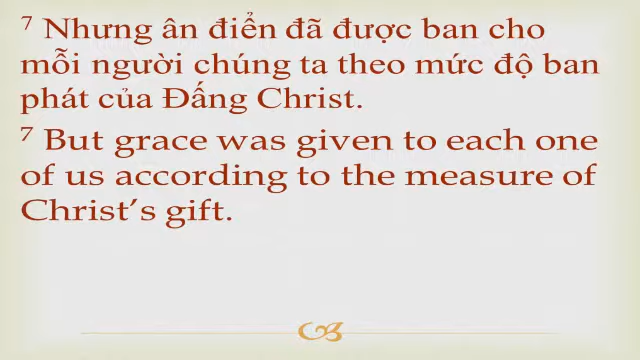 ⁷ Nhưng ân điển đã được ban cho
mỗi người chúng ta theo mức độ ban
phát của Đấng Christ.
⁷ But grace was given to each one
of us according to the measure of
Christ’s gift.